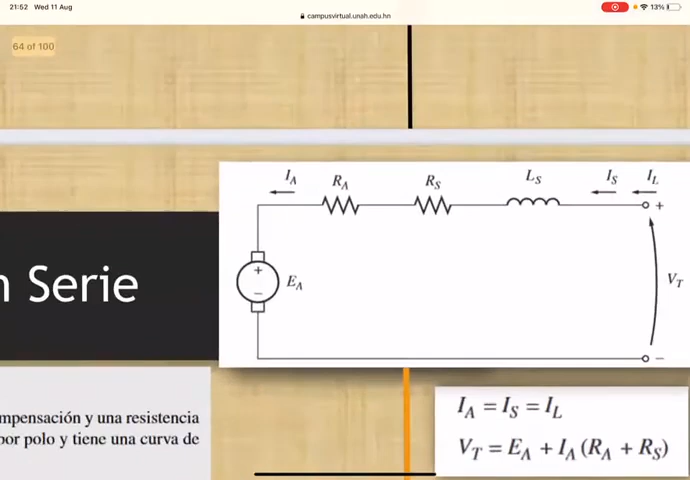 21:52 Wed 11 Aug
campusvirtual.unah.edu.hn
13%
64 of 100
I_A R_A R_S L_S I_S I_L
+
n Serie
+
E_A
V_T
−
−
mpensación y una resistencia
por polo y tiene una curva de
I_A = I_S = I_L
V_T = E_A + I_A (R_A + R_S)